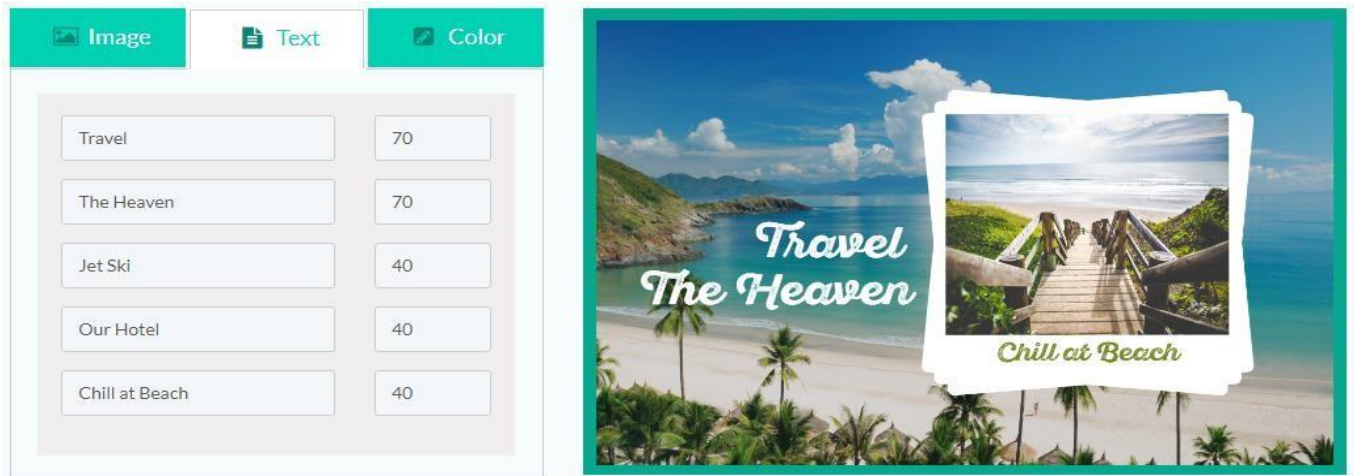 Image
Text
Color
Travel
70
The Heaven
70
Jet Ski
40
Our Hotel
40
Chill at Beach
40
Travel
The Heaven
Chill at Beach